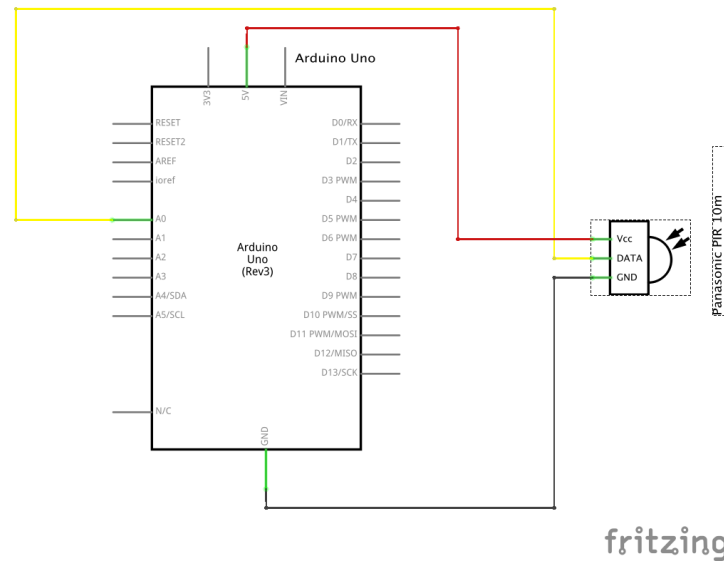 Arduino Uno
3V3
5V
VIN
RESET
RESET2
AREF
ioref
A0
A1
A2
A3
A4/SDA
A5/SCL
N/C
D0/RX
D1/TX
D2
D3 PWM
D4
D5 PWM
D6 PWM
D7
D8
D9 PWM
D10 PWM/SS
D11 PWM/MOSI
D12/MISO
D13/SCK
Arduino
Uno
(Rev3)
GND
Vcc
DATA
GND
Panasonic PIR 10m
fritzing